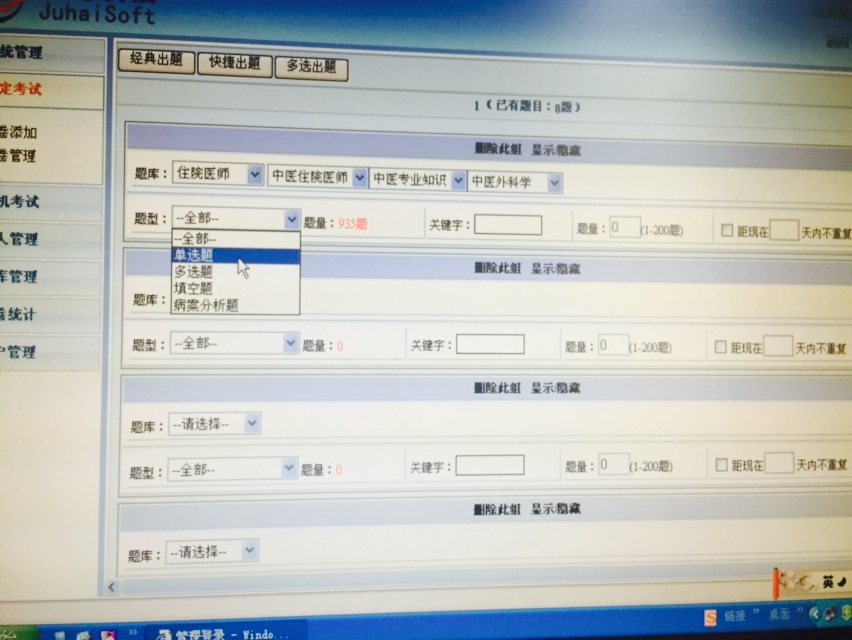 JuhaiSoft
统管理
经典出题 快捷出题 多选出题
定考试
1 ( 已有题目：0题 )
卷添加
卷管理
删除此组 显示/隐藏
题库： 住院医师 中医住院医师 中医专业知识 中医外科学
机考试
题型： --全部-- 题量：935题 关键字： 题量：0 (1-200题) 距现在 天内不重复
--全部--
单选题
多选题
填空题
病案分析题
人管理
库管理
卷统计
户管理
删除此组 显示/隐藏
题库：
题型： --全部-- 题量：0 关键字： 题量：0 (1-200题) 距现在 天内不重复
删除此组 显示/隐藏
题库： --请选择--
题型： --全部-- 题量：0 关键字： 题量：0 (1-200题) 距现在 天内不重复
删除此组 显示/隐藏
题库： --请选择--
英
管理登录 - Windo... 链接 » 桌面 »